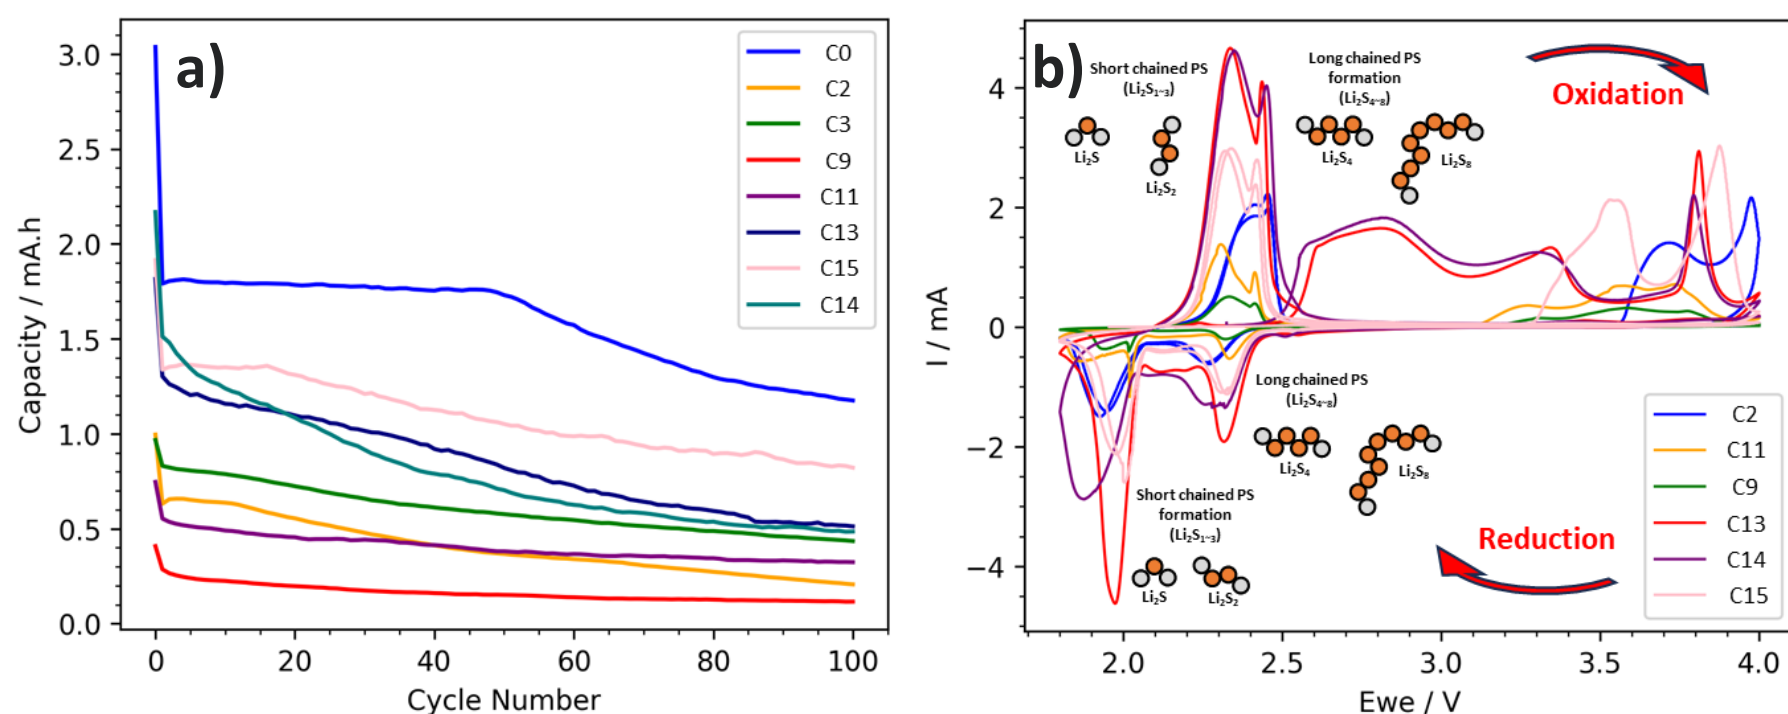 a)
3.0
2.5
2.0
1.5
1.0
0.5
0.0
0
20
40
60
80
100
Capacity / mA.h
Cycle Number
C0
C2
C3
C9
C11
C13
C15
C14
b)
Short chained PS
(Li₂S₁~₃)
Li₂S
Li₂S₂
Long chained PS
formation
(Li₂S₄~₈)
Li₂S₄
Li₂S₈
Oxidation
4
2
0
−2
−4
I / mA
Long chained PS
(Li₂S₄~₈)
Li₂S₄
Li₂S₈
Short chained PS
formation
(Li₂S₁~₃)
Li₂S
Li₂S₂
Reduction
C2
C11
C9
C13
C14
C15
2.0
2.5
3.0
3.5
4.0
Ewe / V